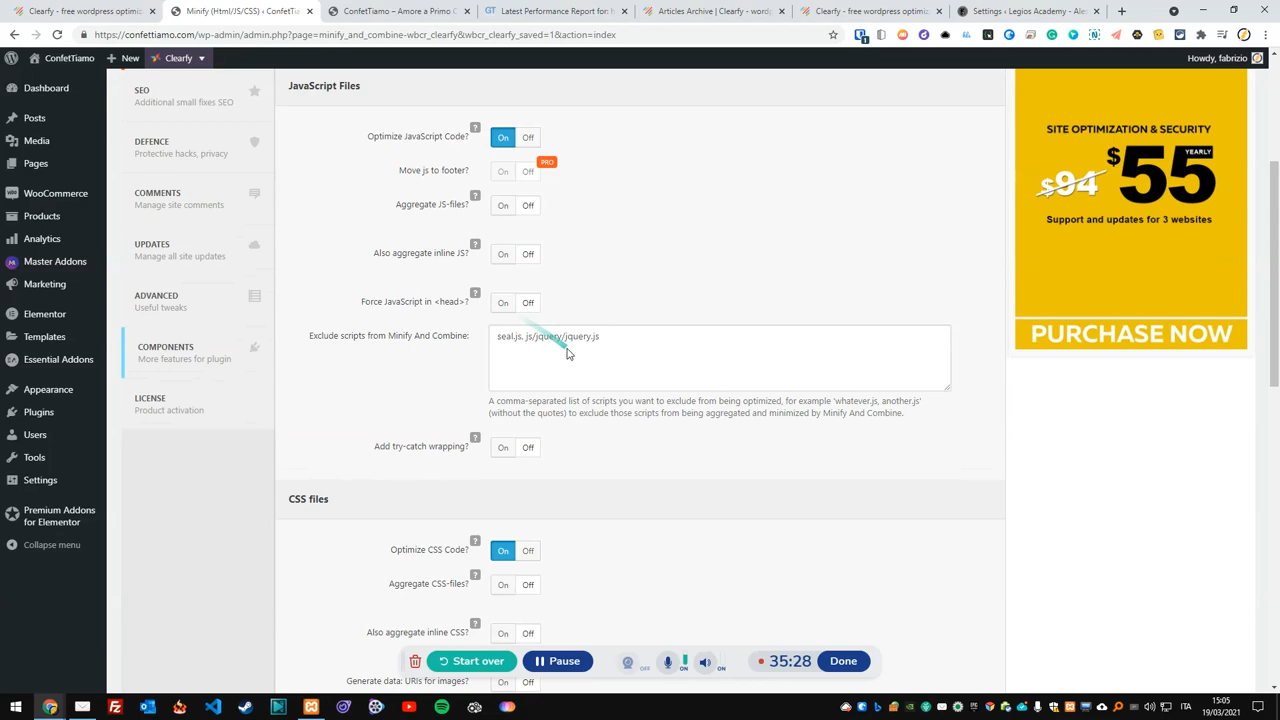 Clearfy - wordpress optimiz
Minify (Html/JS/CSS) ‹ ConfetTi
ConfetTiamo – Amore a Primo C
Latest Performance Report for: h
Articles Archive | Clearfy - wordp
Clearfy - free wordpress optimiz
Settings ‹ Legios Academy - Ale
https://confettiamo.com/wp-admin/admin.php?page=minify_and_combine-wbcr_clearfy&wbcr_clearfy_saved=1&action=index
ConfetTiamo
New
Clearfy
Howdy, fabrizio
Dashboard
Posts
Media
Pages
WooCommerce
Products
Analytics
Master Addons
Marketing
Elementor
Templates
Essential Addons
Appearance
Plugins
Users
Tools
Settings
Premium Addons
for Elementor
Collapse menu
SEO
Additional small fixes SEO
DEFENCE
Protective hacks, privacy
COMMENTS
Manage site comments
UPDATES
Manage all site updates
ADVANCED
Useful tweaks
COMPONENTS
More features for plugin
LICENSE
Product activation
JavaScript Files
Optimize JavaScript Code? ? On Off
Move js to footer? On Off PRO
Aggregate JS-files? ? On Off
Also aggregate inline JS? ? On Off
Force JavaScript in <head>? ? On Off
Exclude scripts from Minify And Combine: seal.js, js/jquery/jquery.js
A comma-separated list of scripts you want to exclude from being optimized, for example 'whatever.js, another.js'
(without the quotes) to exclude those scripts from being aggregated and minimized by Minify And Combine.
Add try-catch wrapping? ? On Off
CSS files
Optimize CSS Code? ? On Off
Aggregate CSS-files? ? On Off
Also aggregate inline CSS? ? On Off
Generate data: URIs for images? On Off
SITE OPTIMIZATION & SECURITY
$94 $55 YEARLY
Support and updates for 3 websites
PURCHASE NOW
Start over
Pause
OFF
ON
ON
35:28
Done
ITA
15:05
19/03/2021